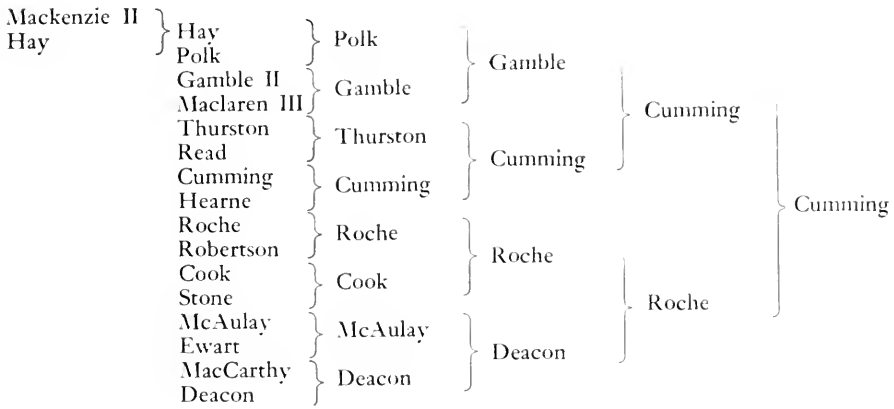 Mackenzie II
Hay
Hay
Polk
Gamble II
Maclaren III
Thurston
Read
Cumming
Hearne
Roche
Robertson
Cook
Stone
McAulay
Ewart
MacCarthy
Deacon
Polk
Gamble
Thurston
Cumming
Roche
Cook
McAulay
Deacon
Gamble
Cumming
Roche
Deacon
Cumming
Roche
Cumming